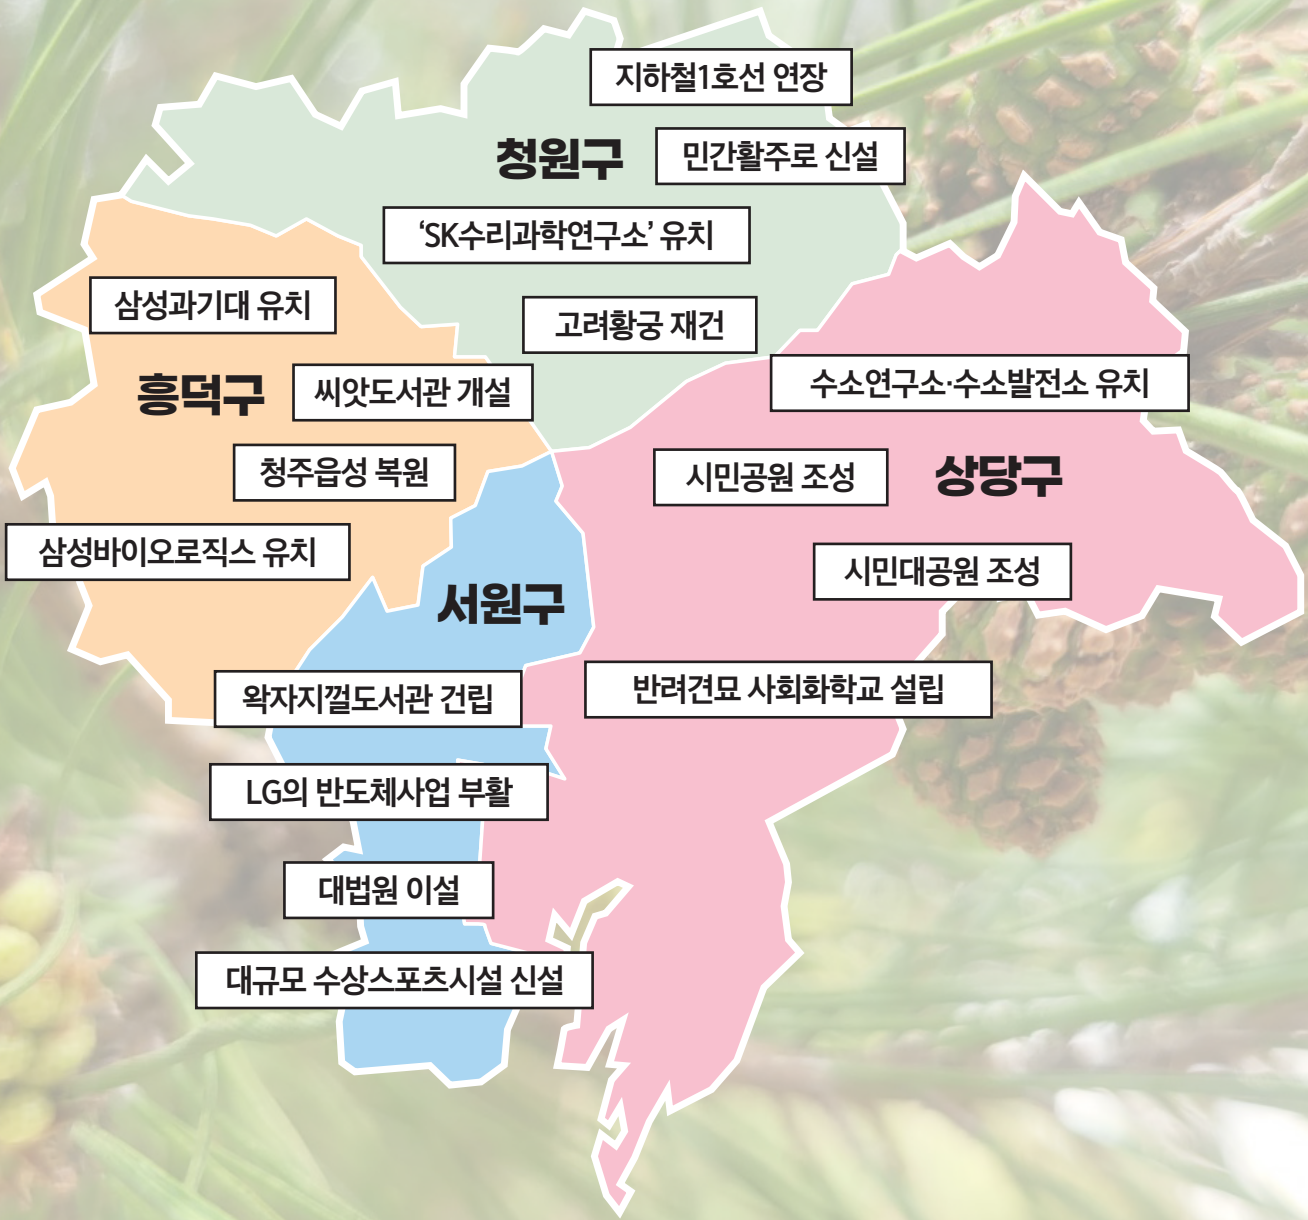 지하철1호선 연장
청원구
민간활주로 신설
‘SK수리과학연구소’ 유치
고려황궁 재건
삼성과기대 유치
흥덕구
씨앗도서관 개설
청주읍성 복원
삼성바이오로직스 유치
수소연구소·수소발전소 유치
시민공원 조성
상당구
시민대공원 조성
반려견묘 사회화학교 설립
서원구
왁자지껄도서관 건립
LG의 반도체사업 부활
대법원 이설
대규모 수상스포츠시설 신설